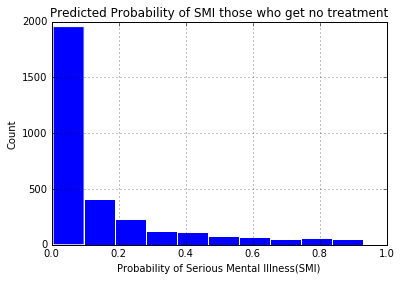 Predicted Probability of SMI those who get no treatment
2000
1500
1000
500
0
Count
0.0 0.2 0.4 0.6 0.8 1.0
Probability of Serious Mental Illness(SMI)